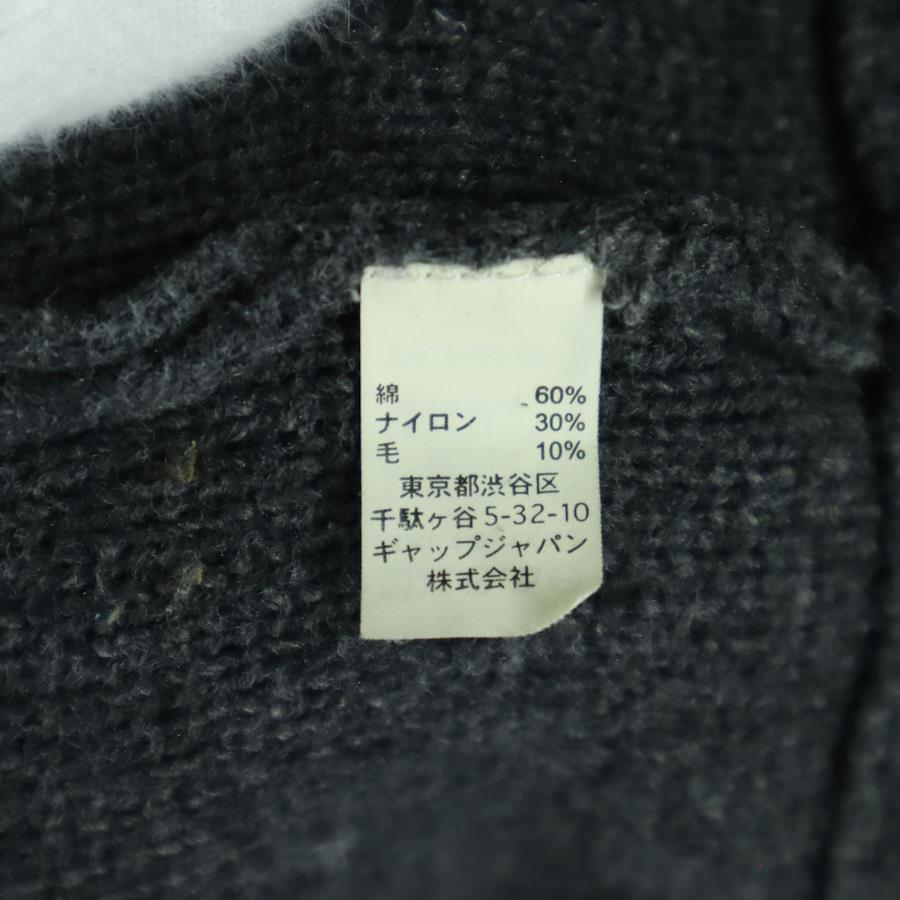 綿 60%
ナイロン 30%
毛 10%
東京都渋谷区
千駄ヶ谷 5-32-10
ギャップジャパン
株式会社